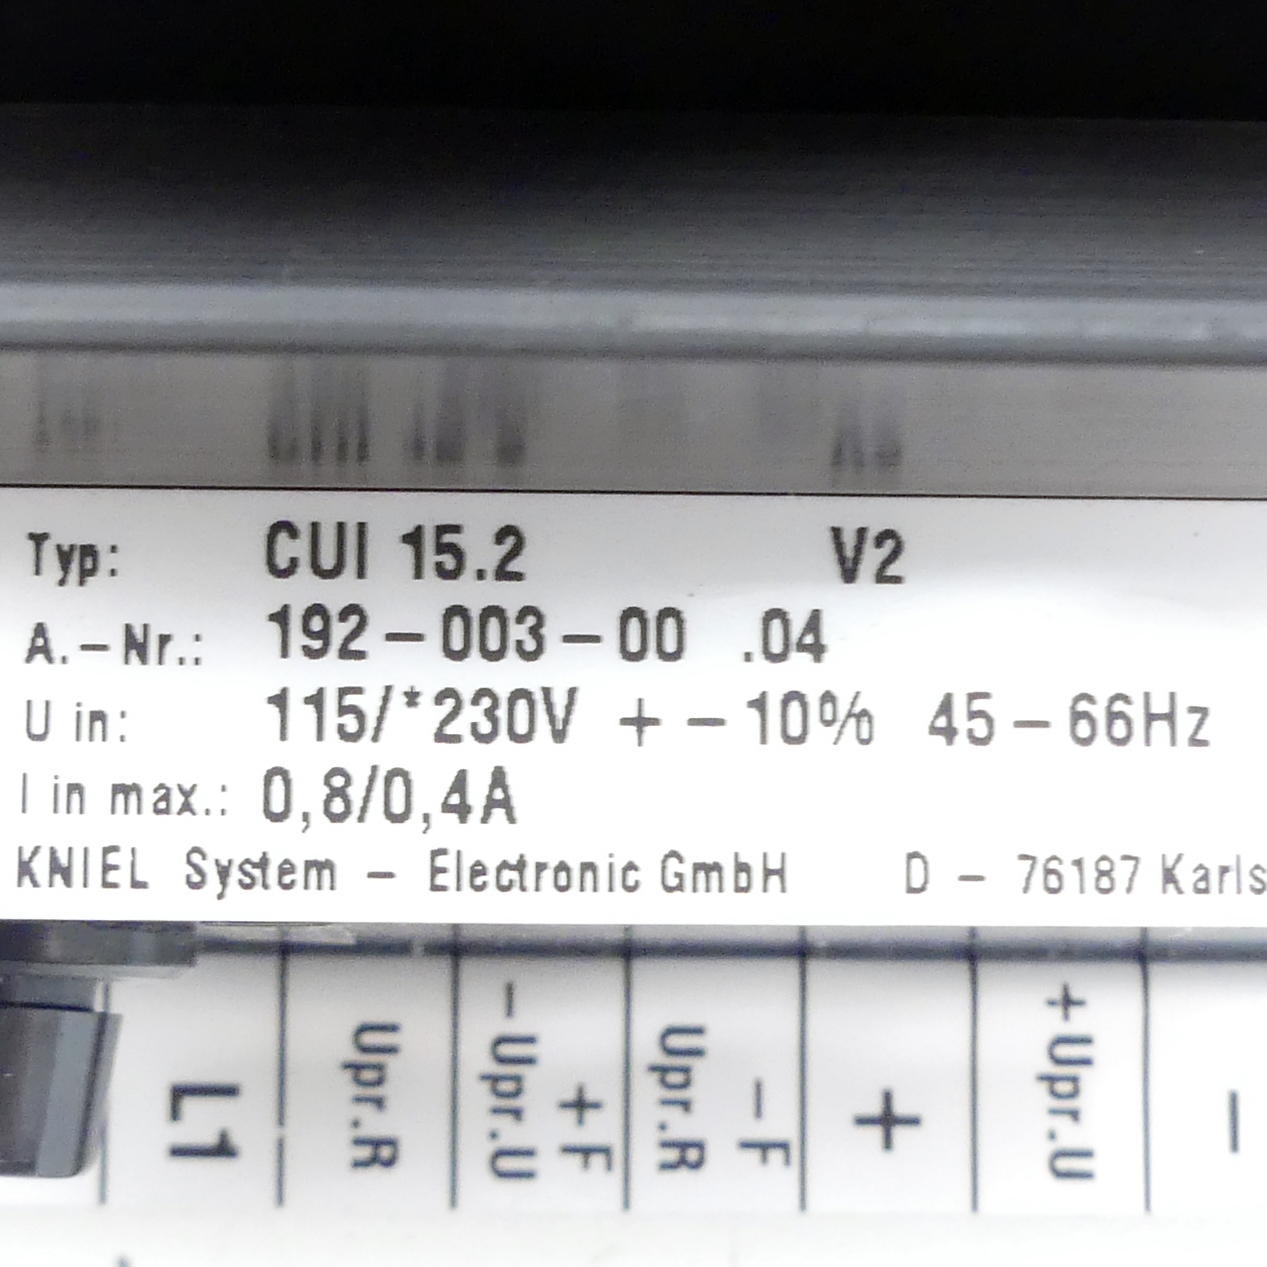 Typ: CUI 15.2 V2
A.-Nr.: 192-003-00 .04
U in: 115/*230V +-10% 45-66Hz
I in max.: 0,8/0,4A
KNIEL System - Electronic GmbH D - 76187 Karls
L1
Upr.R
-Upr.U
+F
Upr.R
-F
+
+Upr.U
-